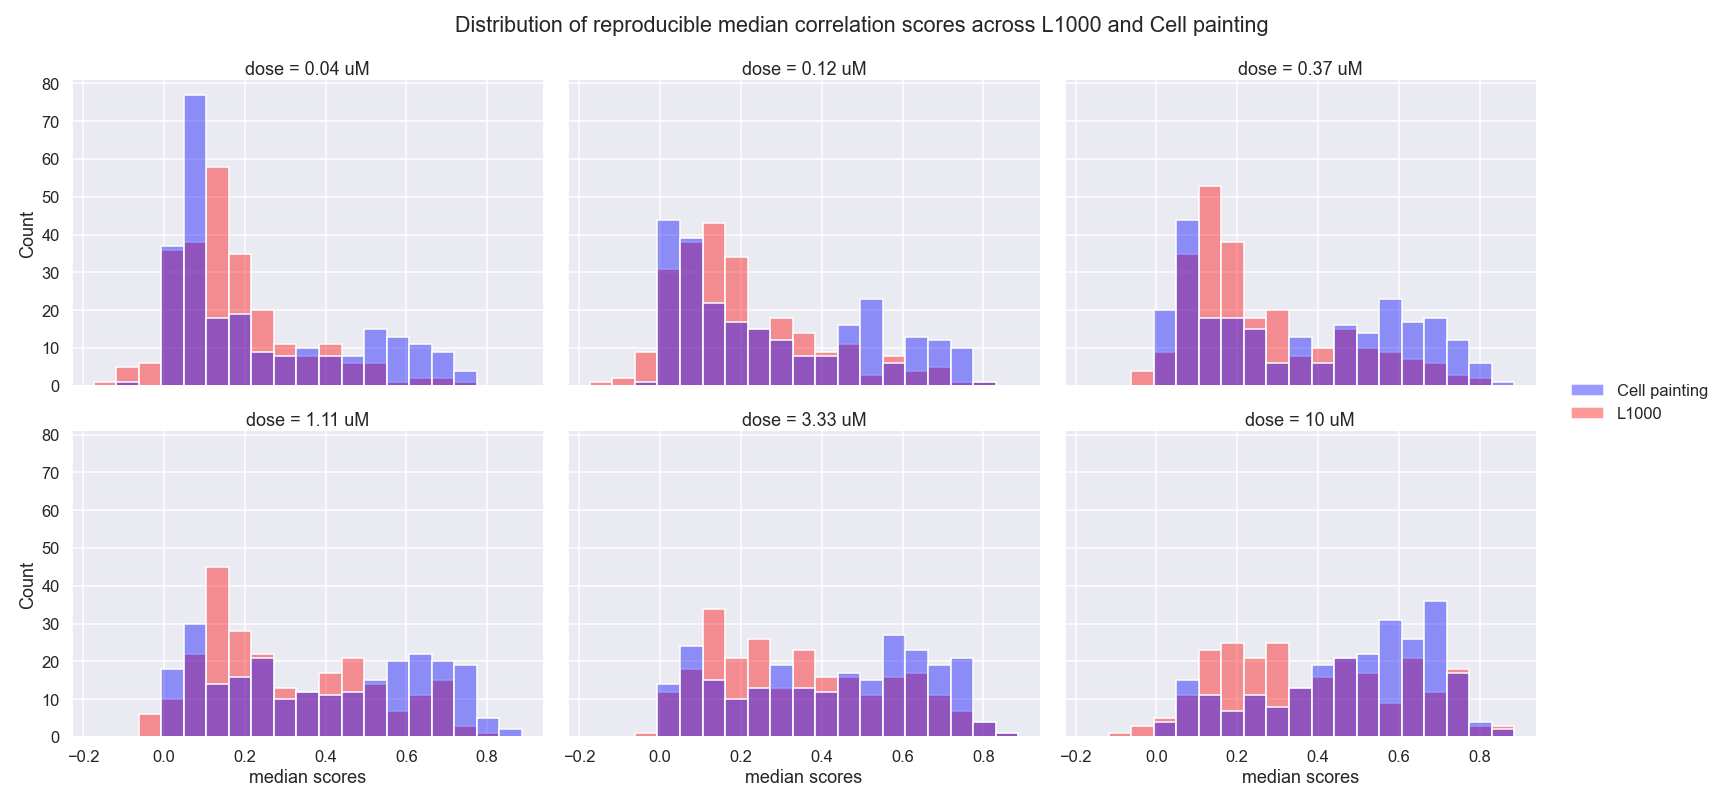 Distribution of reproducible median correlation scores across L1000 and Cell painting
dose = 0.04 uM
dose = 0.12 uM
dose = 0.37 uM
80
70
60
50
40
30
20
10
0
Count
dose = 1.11 uM
dose = 3.33 uM
dose = 10 uM
80
70
60
50
40
30
20
10
0
Count
−0.2 0.0 0.2 0.4 0.6 0.8
median scores
−0.2 0.0 0.2 0.4 0.6 0.8
median scores
−0.2 0.0 0.2 0.4 0.6 0.8
median scores
Cell painting
L1000